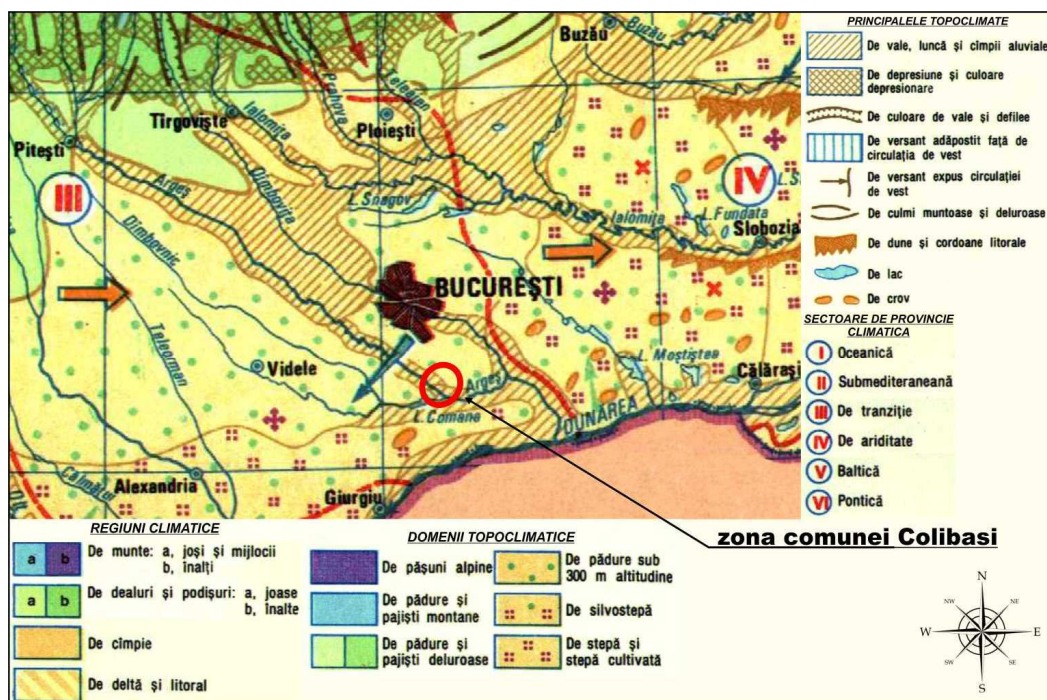 Buzău
Buzău
Teleajen
Prahova
Ialomița
Tîrgoviște
Ploiești
Pitești
III
Argeș
Dîmbovița
L. Snagov
IV
Ialomița
L. Fundata
Slobozia
Dîmbovnic
BUCUREȘTI
Teleorman
Videle
L. Mostiștea
Călărași
Argeș
L. Comana
DUNĂREA
Alexandria
Giurgiu
PRINCIPALELE TOPOCLIMATE
De vale, luncă și cîmpii aluviale
De depresiune și culoare
depresionare
De culoare de vale și defilee
De versant adăpostit față de
circulația de vest
De versant expus circulației
de vest
De culmi muntoase și deluroase
De dune și cordoane litorale
De lac
De crov
SECTOARE DE PROVINCIE
CLIMATICA
I Oceanică
II Submediteraneană
III De tranziție
IV De ariditate
V Baltică
VI Pontică
zona comunei Colibasi
REGIUNI CLIMATICE
a b De munte: a, joși și mijlocii
b, înalți
a b De dealuri și podișuri: a, joase
b, înalte
De cîmpie
De deltă și litoral
DOMENII TOPOCLIMATICE
De pășuni alpine
De pădure și
pajiști montane
De pădure și
pajiști deluroase
De pădure sub
300 m altitudine
De silvostepă
De stepă și
stepă cultivată
N
NW
NE
W
E
SW
SE
S